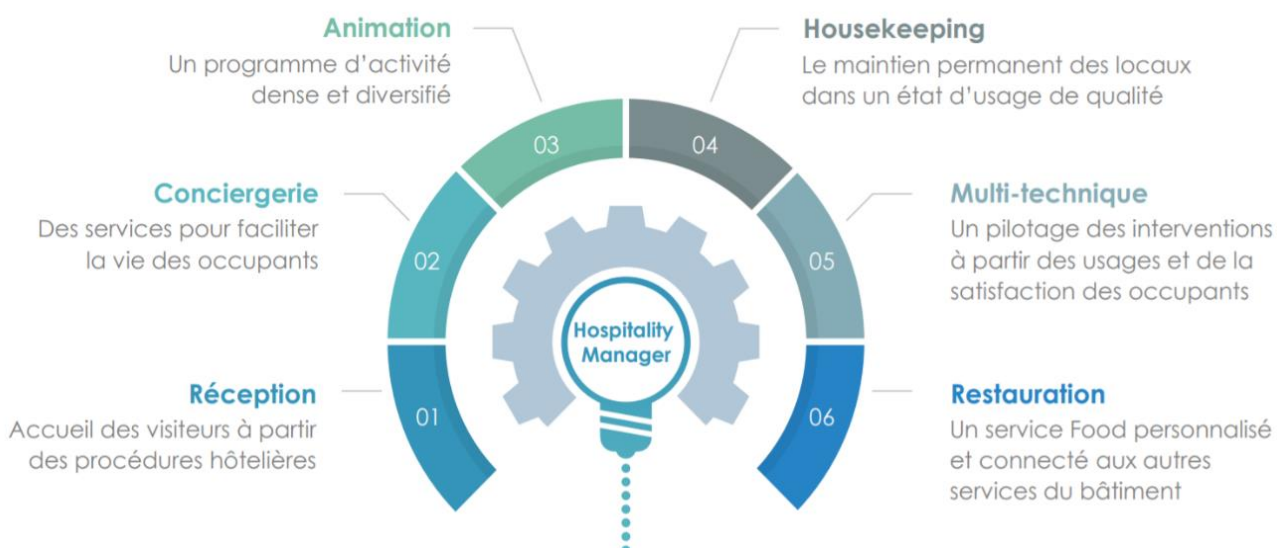 Animation
Un programme d’activité
dense et diversifié
Housekeeping
Le maintien permanent des locaux
dans un état d’usage de qualité
03
04
Conciergerie
Des services pour faciliter
la vie des occupants
02
Multi-technique
Un pilotage des interventions
à partir des usages et de la
satisfaction des occupants
05
Hospitality
Manager
Réception
Accueil des visiteurs à partir
des procédures hôtelières
01
Restauration
Un service Food personnalisé
et connecté aux autres
services du bâtiment
06